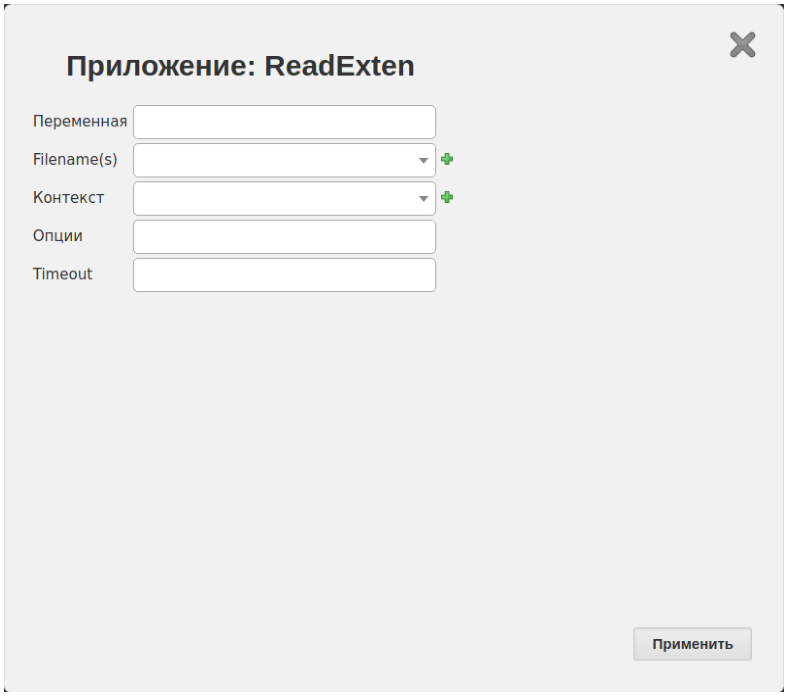 Приложение: ReadExten
Переменная
Filename(s)
Контекст
Опции
Timeout
Применить